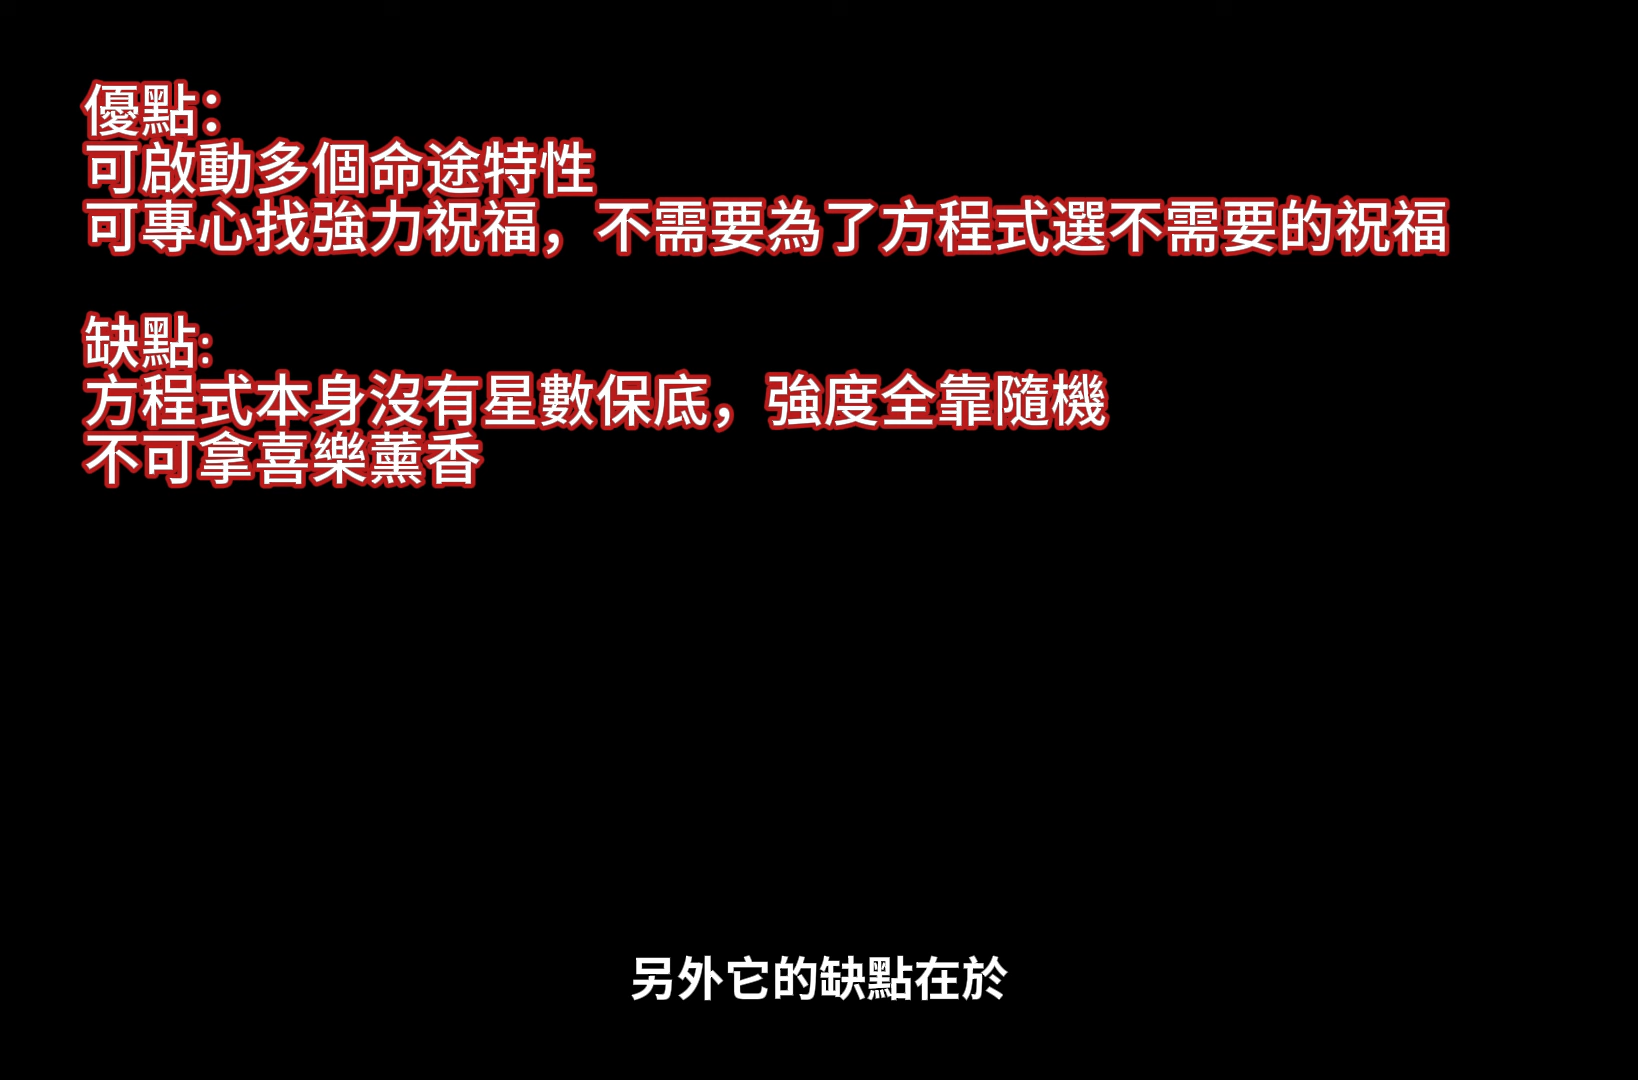 優點：
可啟動多個命途特性
可專心找強力祝福，不需要為了方程式選不需要的祝福
缺點:
方程式本身沒有星數保底，強度全靠隨機
不可拿喜樂薰香
另外它的缺點在於